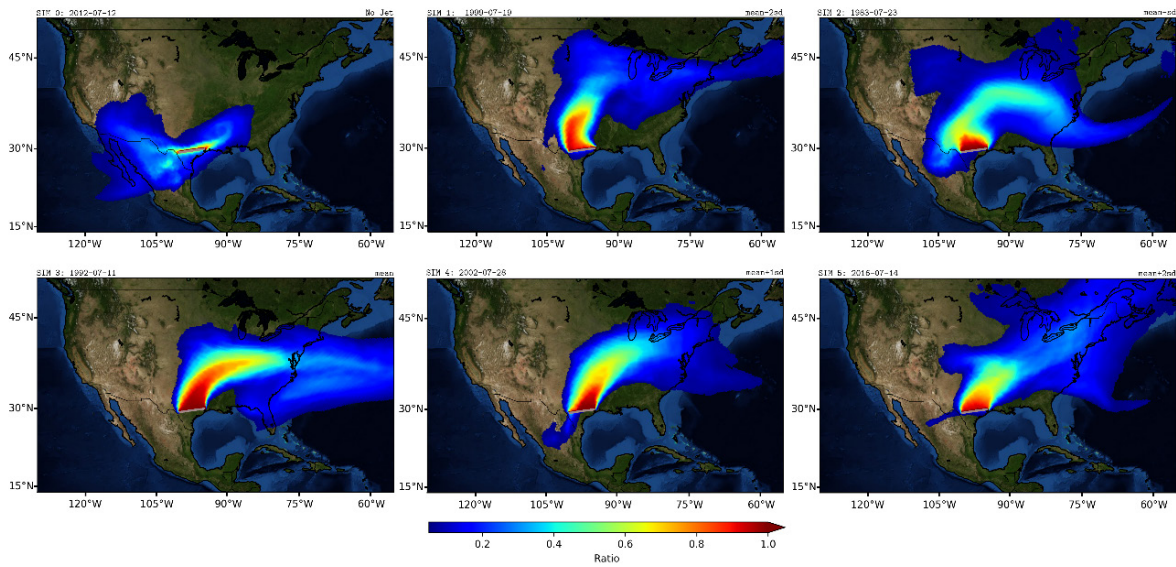 SIM 0: 2012-07-12 No Jet
SIM 1: 1999-07-19 mean-2sd
SIM 2: 1983-07-23 mean-sd
45°N 45°N 45°N
30°N 30°N 30°N
15°N 15°N 15°N
120°W 105°W 90°W 75°W 60°W
120°W 105°W 90°W 75°W 60°W
120°W 105°W 90°W 75°W 60°W
SIM 3: 1992-07-11 mean
SIM 4: 2002-07-28 mean+1sd
SIM 5: 2016-07-14 mean+2sd
45°N 45°N 45°N
30°N 30°N 30°N
15°N 15°N 15°N
120°W 105°W 90°W 75°W 60°W
120°W 105°W 90°W 75°W 60°W
120°W 105°W 90°W 75°W 60°W
0.2 0.4 0.6 0.8 1.0
Ratio